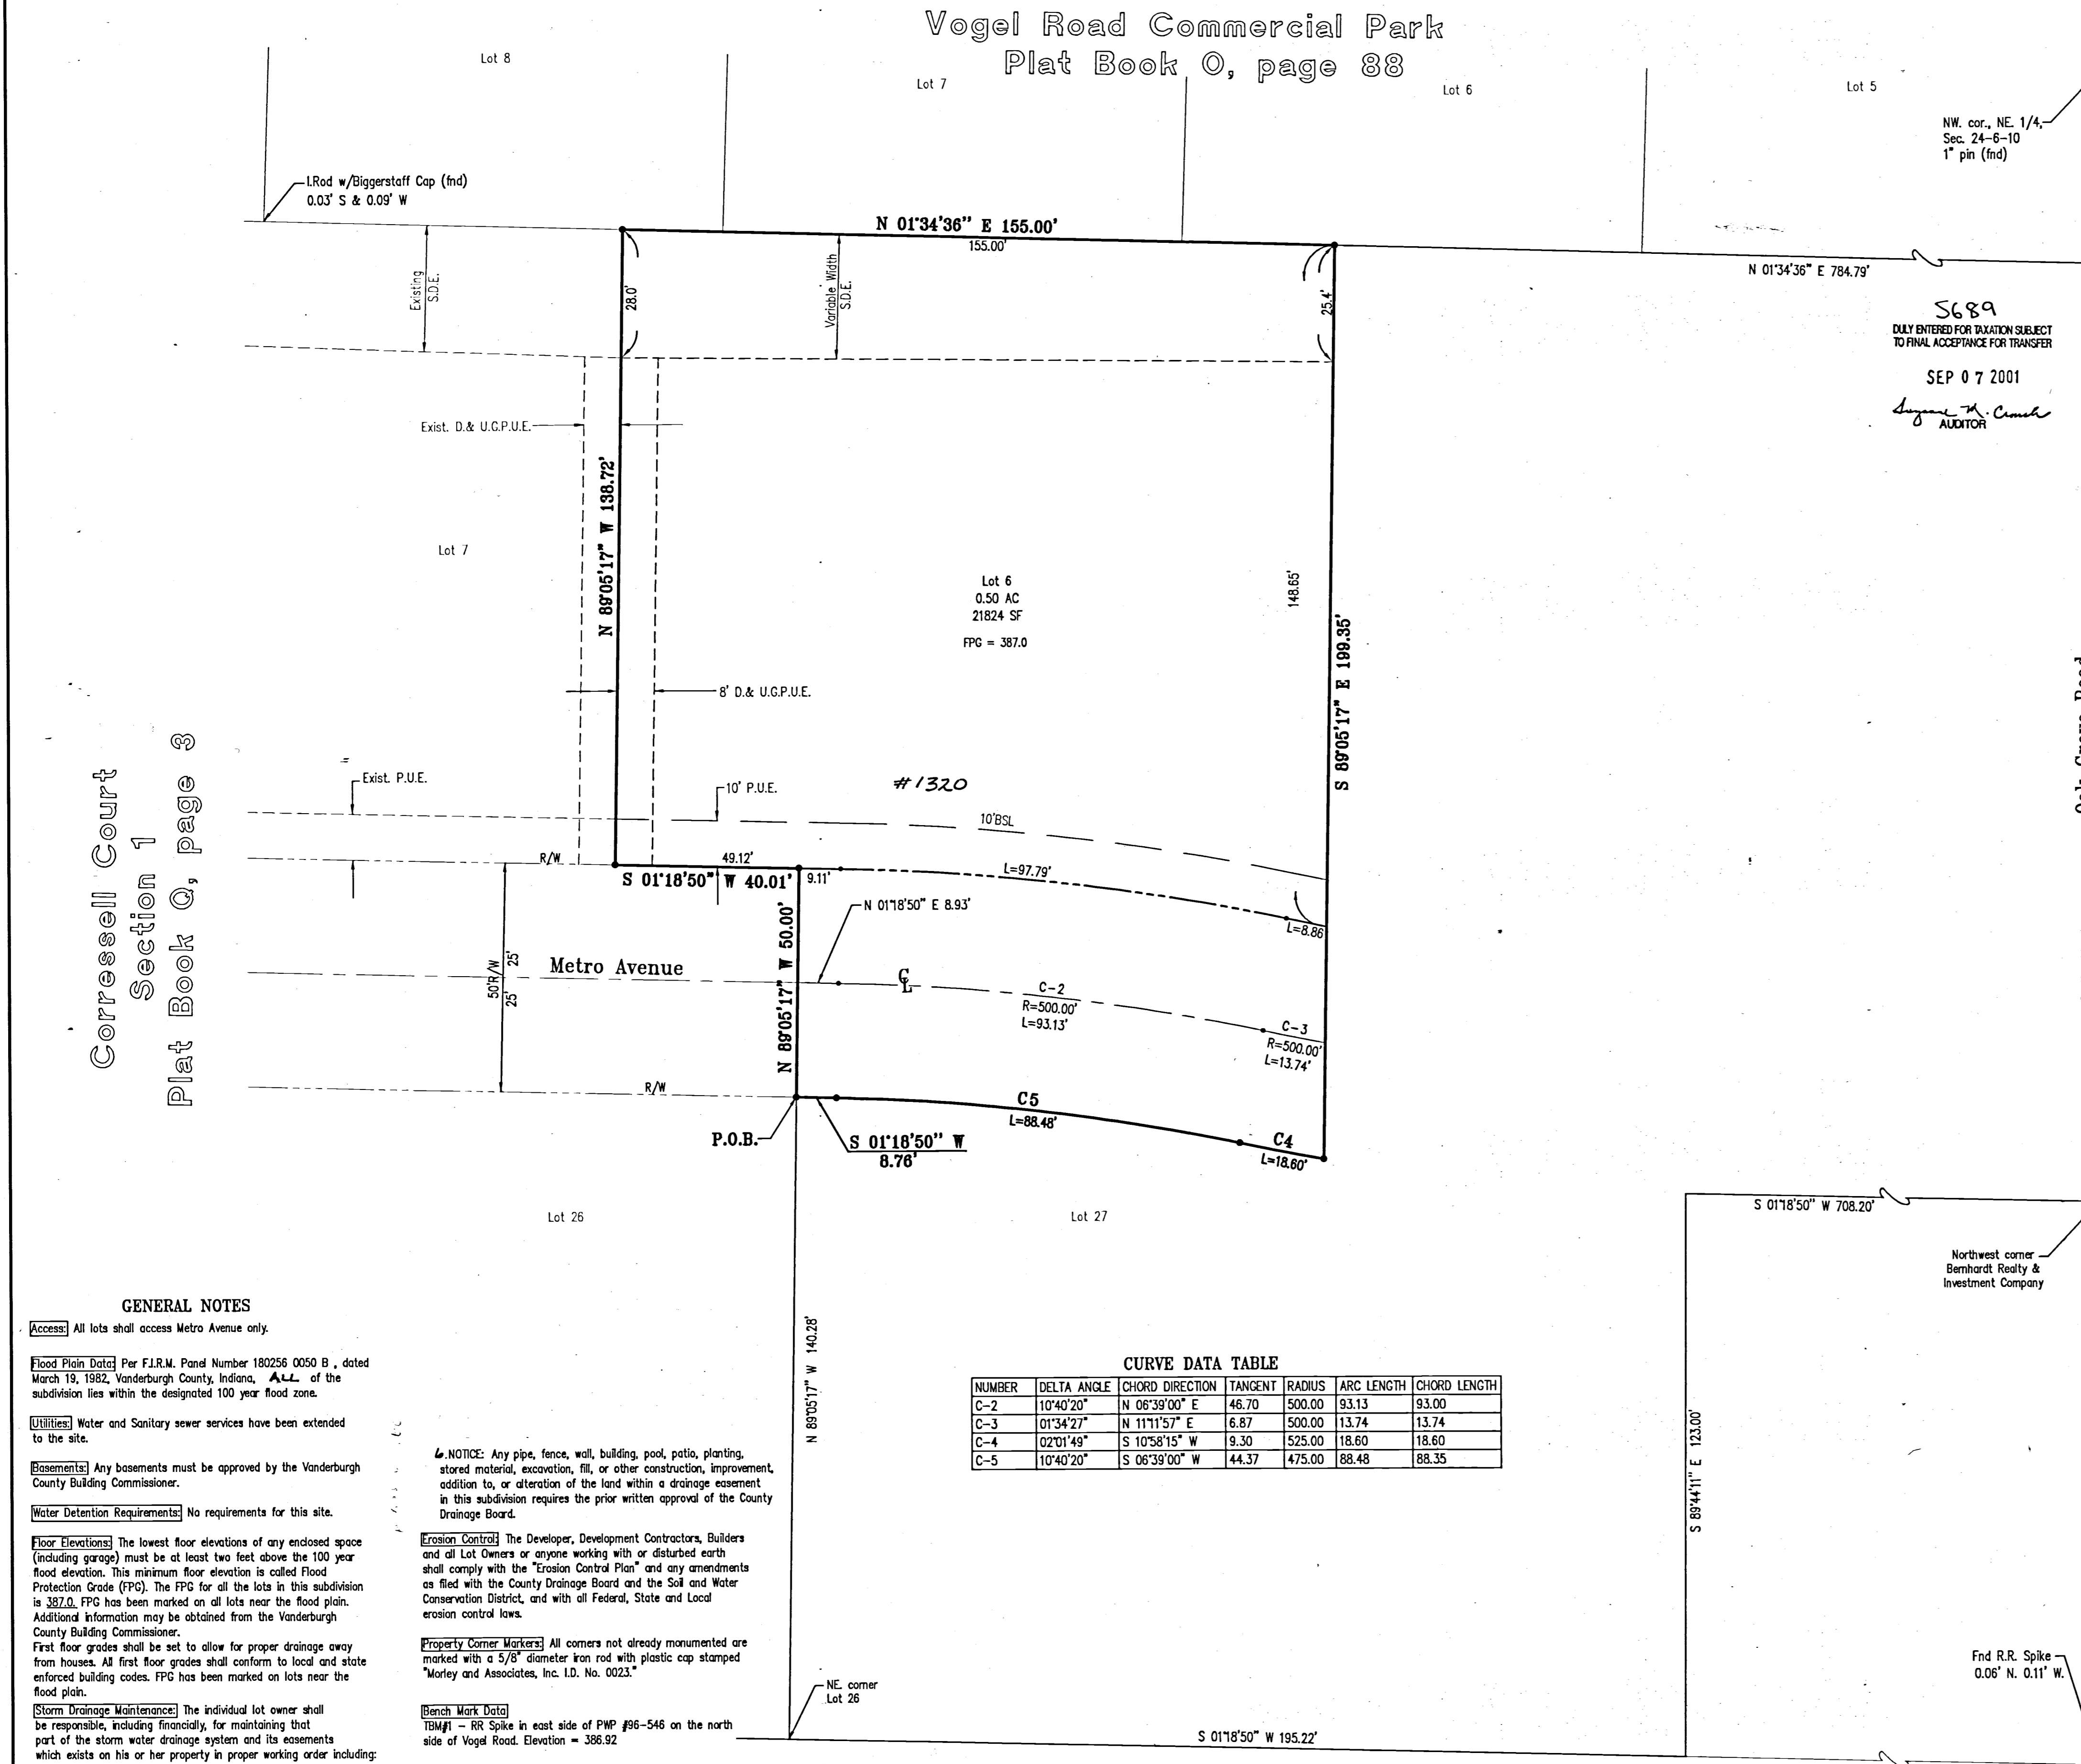 Vogel Road Commercial Park
Plat Book O, page 88
Lot 8
Lot 7
Lot 6
Lot 5
NW. cor., NE. 1/4,
Sec. 24-6-10
1" pin (fnd)
I.Rod w/Biggerstaff Cap (fnd)
0.03' S & 0.09' W
N 01°34'36" E 155.00'
155.00'
N 01°34'36" E 784.79'
Existing
S.D.E.
28.0'
Variable Width
S.D.E.
25.4'
5689
DULY ENTERED FOR TAXATION SUBJECT
TO FINAL ACCEPTANCE FOR TRANSFER
SEP 07 2001
Suzanne M. Crouch
AUDITOR
Exist. D.& U.G.P.U.E.
N 89°05'17" W 138.72'
Lot 7
Lot 6
0.50 AC
21824 SF
FPG = 387.0
148.65'
S 89°05'17" E 199.35'
8' D.& U.G.P.U.E.
Corressell Court
Section 1
Plat Book Q, page 3
Exist. P.U.E.
10' P.U.E.
#1320
10'BSL
R/W
49.12'
S 01°18'50" W 40.01'
9.11'
L=97.79'
L=8.86
N 01°18'50" E 8.93'
50'R/W
25'
25'
Metro Avenue
N 89°05'17" W 50.00'
CL
C-2
R=500.00'
L=93.13'
C-3
R=500.00'
L=13.74'
R/W
P.O.B.
S 01°18'50" W
8.76'
C5
L=88.48'
C4
L=18.60'
Lot 26
Lot 27
S 01°18'50" W 708.20'
Northwest corner
Bernhardt Realty &
Investment Company
GENERAL NOTES
Access: All lots shall access Metro Avenue only.
Flood Plain Data: Per F.I.R.M. Panel Number 180256 0050 B , dated
March 19, 1982, Vanderburgh County, Indiana, ALL of the
subdivision lies within the designated 100 year flood zone.
Utilities: Water and Sanitary sewer services have been extended
to the site.
Basements: Any basements must be approved by the Vanderburgh
County Building Commissioner.
Water Detention Requirements: No requirements for this site.
Floor Elevations: The lowest floor elevations of any enclosed space
(including garage) must be at least two feet above the 100 year
flood elevation. This minimum floor elevation is called Flood
Protection Grade (FPG). The FPG for all the lots in this subdivision
is 387.0. FPG has been marked on all lots near the flood plain.
Additional information may be obtained from the Vanderburgh
County Building Commissioner.
First floor grades shall be set to allow for proper drainage away
from houses. All first floor grades shall conform to local and state
enforced building codes. FPG has been marked on lots near the
flood plain.
Storm Drainage Maintenance: The individual lot owner shall
be responsible, including financially, for maintaining that
part of the storm water drainage system and its easements
which exists on his or her property in proper working order including:
6.NOTICE: Any pipe, fence, wall, building, pool, patio, planting,
stored material, excavation, fill, or other construction, improvement,
addition to, or alteration of the land within a drainage easement
in this subdivision requires the prior written approval of the County
Drainage Board.
Erosion Control: The Developer, Development Contractors, Builders
and all Lot Owners or anyone working with or disturbed earth
shall comply with the "Erosion Control Plan" and any amendments
as filed with the County Drainage Board and the Soil and Water
Conservation District, and with all Federal, State and Local
erosion control laws.
Property Corner Markers: All corners not already monumented are
marked with a 5/8" diameter iron rod with plastic cap stamped
"Morley and Associates, Inc. I.D. No. 0023."
Bench Mark Data
TBM#1 - RR Spike in east side of PWP #96-546 on the north
side of Vogel Road. Elevation = 386.92
N 89°05'17" W 140.28'
CURVE DATA TABLE
NUMBER DELTA ANGLE CHORD DIRECTION TANGENT RADIUS ARC LENGTH CHORD LENGTH
C-2 10°40'20" N 06°39'00" E 46.70 500.00 93.13 93.00
C-3 01°34'27" N 11°11'57" E 6.87 500.00 13.74 13.74
C-4 02°01'49" S 10°58'15" W 9.30 525.00 18.60 18.60
C-5 10°40'20" S 06°39'00" W 44.37 475.00 88.48 88.35
S 89°44'11" E 123.00'
NE. corner
Lot 26
S 01°18'50" W 195.22'
Fnd R.R. Spike
0.06' N. 0.11' W.